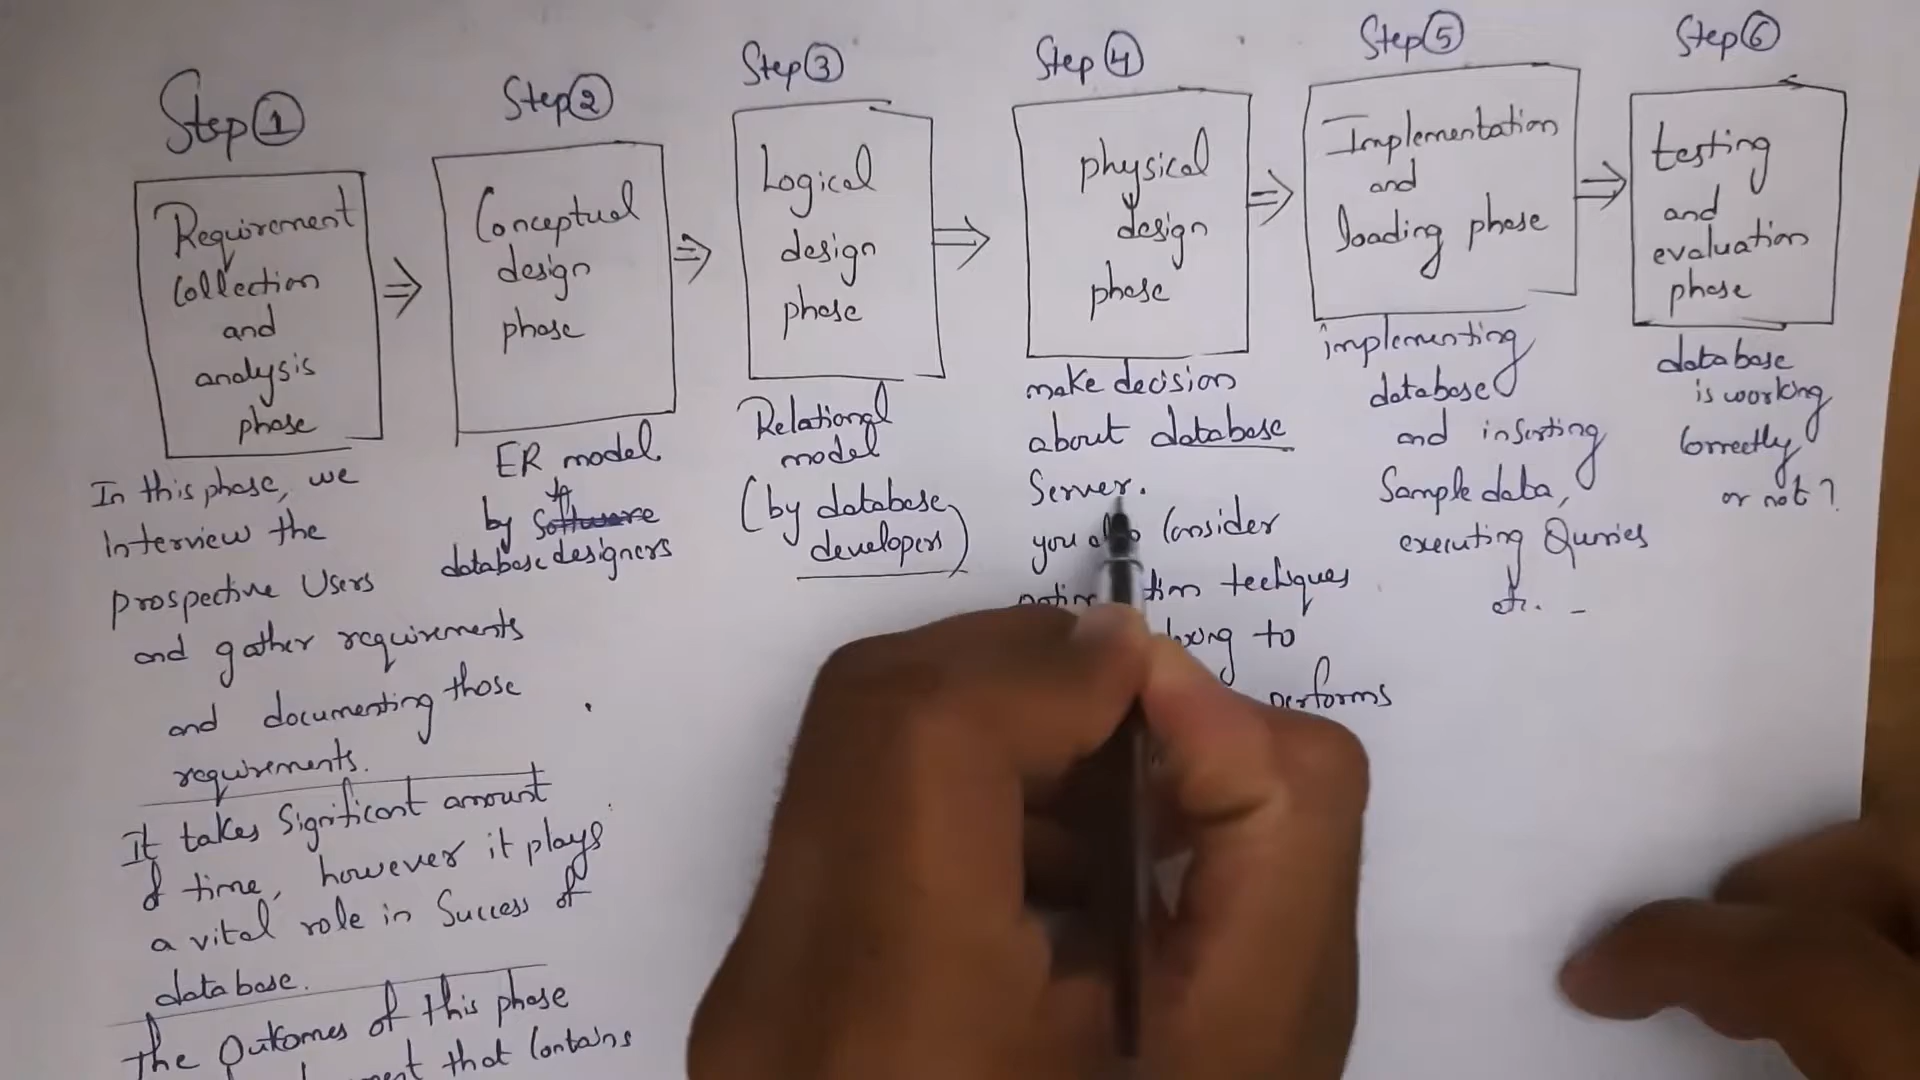 Step ①
Requirement
Collection
and
analysis
phase
In this phase, we
Interview the
prospective Users
and gather requirements
and documenting those
requirements.
It takes Significant amount
of time, however it plays
a vital role in Success of
database.
The Outcomes of this phase
that Contains
Step ②
Conceptual
design
phase
ER model
by Software
database designers
Step ③
Logical
design
phase
Relational
model
(by database
developers)
Step ④
physical
design
phase
make decision
about database
Server.
you also Consider
techiques
to
performs
Step ⑤
Implementation
and
loading phase
implementing
database
and inserting
Sample data,
executing Quries
etc. -
Step ⑥
testing
and
evaluation
phase
database
is working
Correctly
or not?